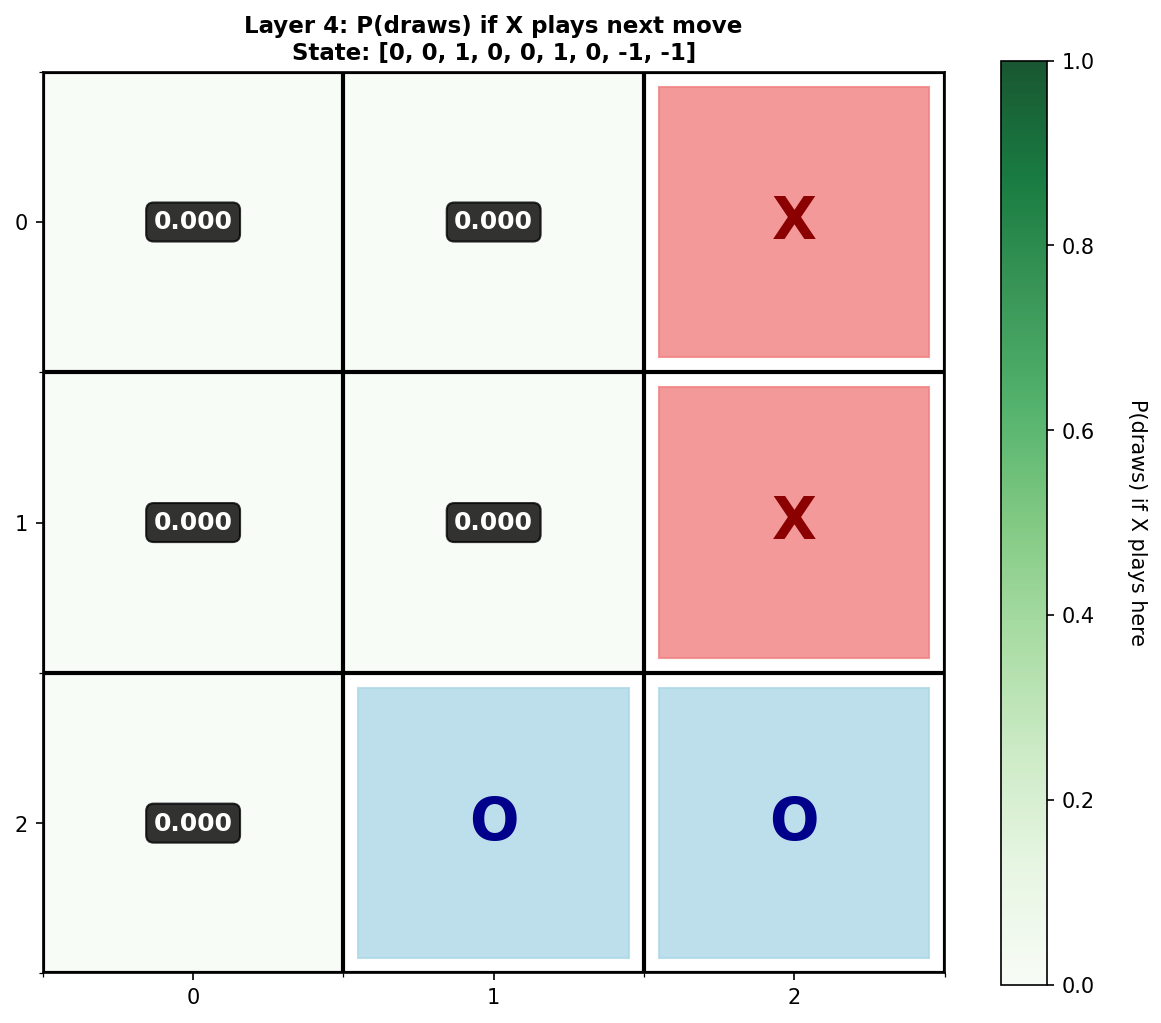 Layer 4: P(draws) if X plays next move
State: [0, 0, 1, 0, 0, 1, 0, -1, -1]
0
0.000
0.000
X
1
0.000
0.000
X
2
0.000
O
O
0
1
2
1.0
0.8
0.6
0.4
0.2
0.0
P(draws) if X plays here